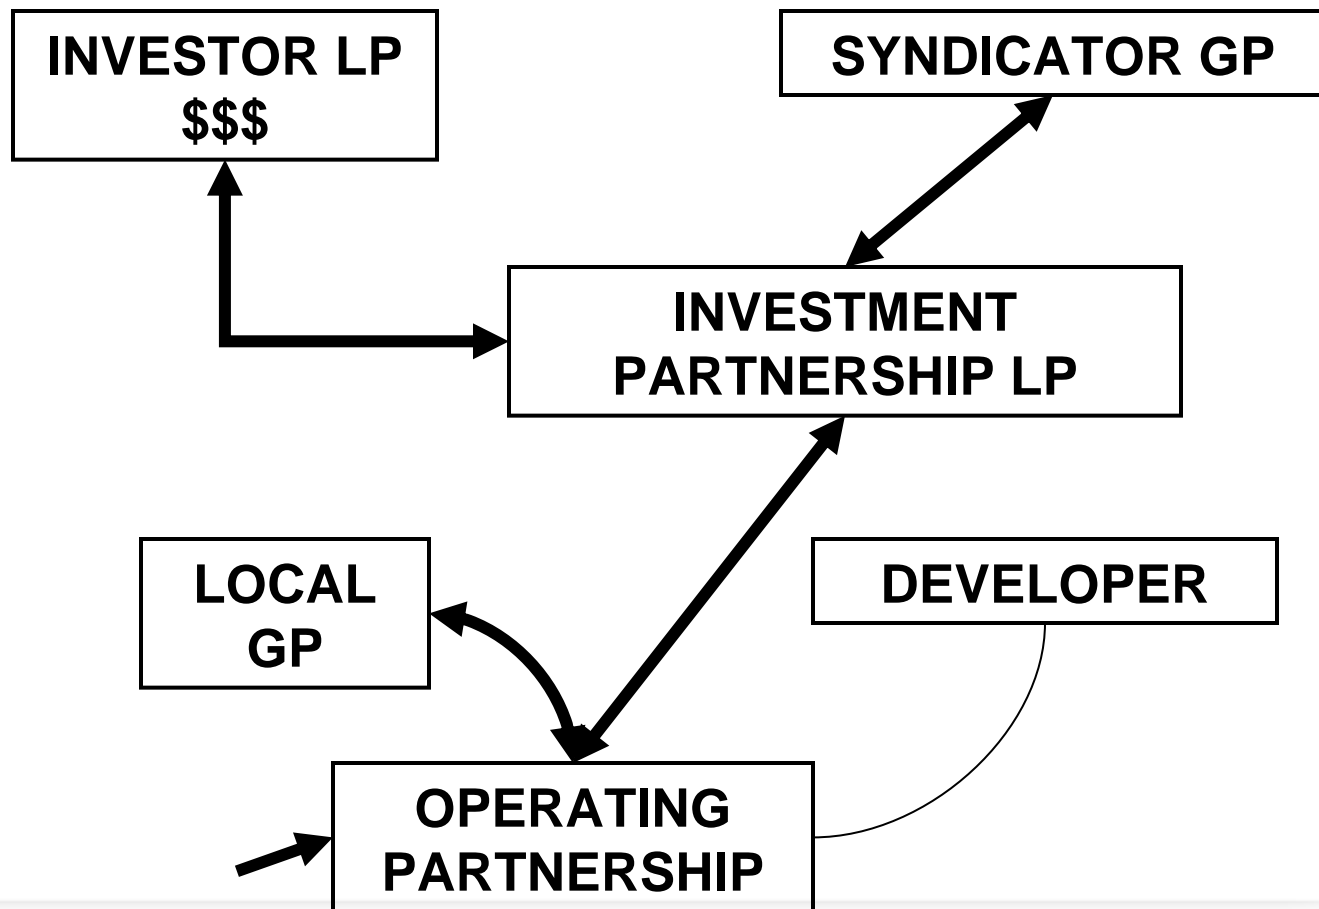 INVESTOR LP
$$$
SYNDICATOR GP
INVESTMENT
PARTNERSHIP LP
LOCAL
GP
DEVELOPER
OPERATING
PARTNERSHIP